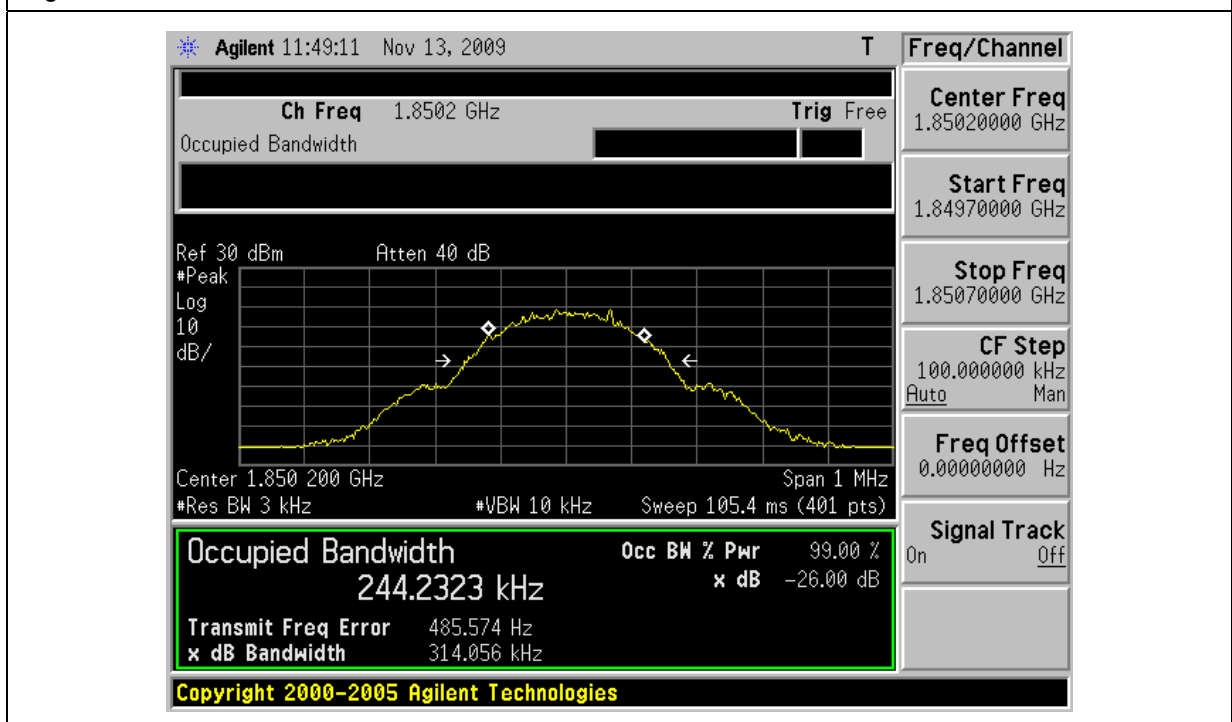 Agilent 11:49:11 Nov 13, 2009 T
Freq/Channel
Ch Freq 1.8502 GHz Trig Free
Occupied Bandwidth
Center Freq
1.85020000 GHz
Start Freq
1.84970000 GHz
Stop Freq
1.85070000 GHz
CF Step
100.000000 kHz
Auto Man
Freq Offset
0.00000000 Hz
Signal Track
On Off
Ref 30 dBm Atten 40 dB
#Peak
Log
10
dB/
Center 1.850 200 GHz Span 1 MHz
#Res BW 3 kHz #VBW 10 kHz Sweep 105.4 ms (401 pts)
Occupied Bandwidth Occ BW % Pwr 99.00 %
244.2323 kHz x dB -26.00 dB
Transmit Freq Error 485.574 Hz
x dB Bandwidth 314.056 kHz
Copyright 2000-2005 Agilent Technologies